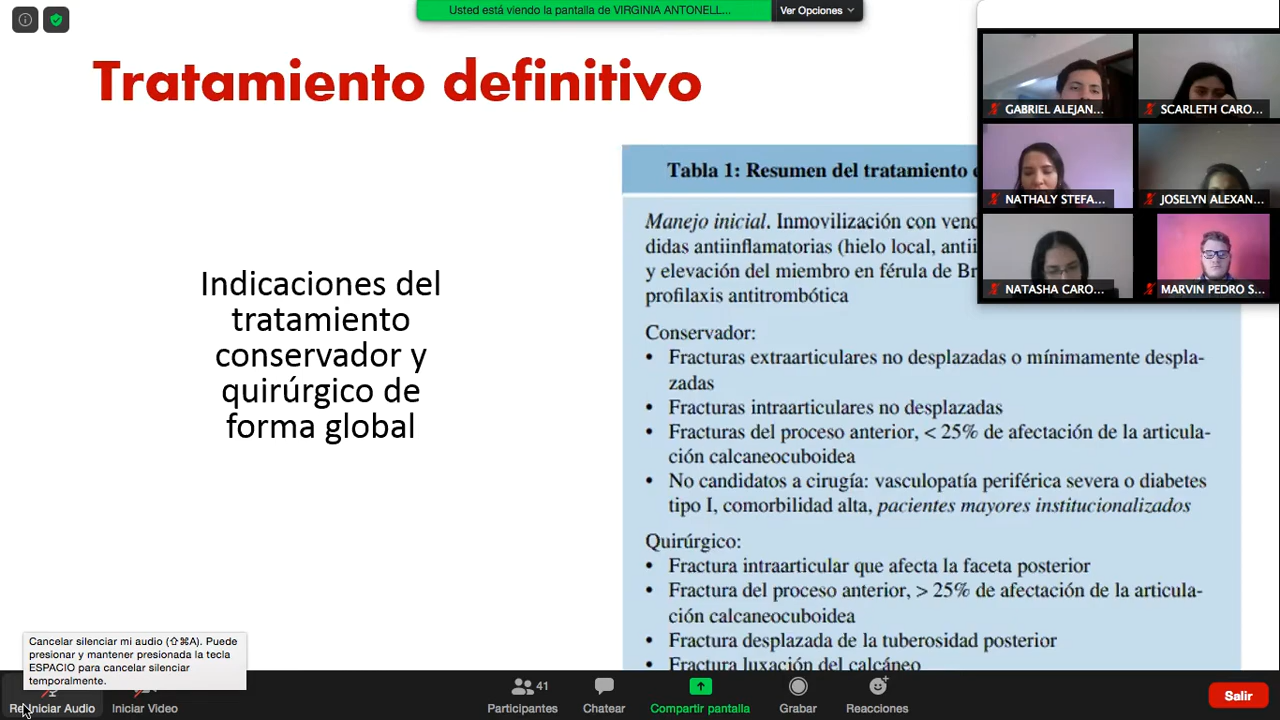 Usted está viendo la pantalla de VIRGINIA ANTONELL...
Ver Opciones
Tratamiento definitivo
GABRIEL ALEJAN...
SCARLETH CARO...
NATHALY STEFA...
JOSELYN ALEXAN...
NATASHA CARO...
MARVIN PEDRO S...
Indicaciones del
tratamiento
conservador y
quirúrgico de
forma global
Tabla 1: Resumen del tratamiento
Manejo inicial. Inmovilización con
didas antiinflamatorias (hielo local,
y elevación del miembro en férula de
profilaxis antitrombótica
Conservador:
• Fracturas extraarticulares no desplazadas o mínimamente despla-
zadas
• Fracturas intraarticulares no desplazadas
• Fracturas del proceso anterior, < 25% de afectación de la articula-
ción calcaneocuboidea
• No candidatos a cirugía: vasculopatía periférica severa o diabetes
tipo I, comorbilidad alta, pacientes mayores institucionalizados
Quirúrgico:
• Fractura intraarticular que afecta la faceta posterior
• Fractura del proceso anterior, > 25% de afectación de la articula-
ción calcaneocuboidea
• Fractura desplazada de la tuberosidad posterior
• Fractura luxación del calcáneo
Cancelar silenciar mi audio (⇧⌘A). Puede
presionar y mantener presionada la tecla
ESPACIO para cancelar silenciar
temporalmente.
Iniciar Audio
Iniciar Video
41
Participantes
Chatear
Compartir pantalla
Grabar
Reacciones
Salir